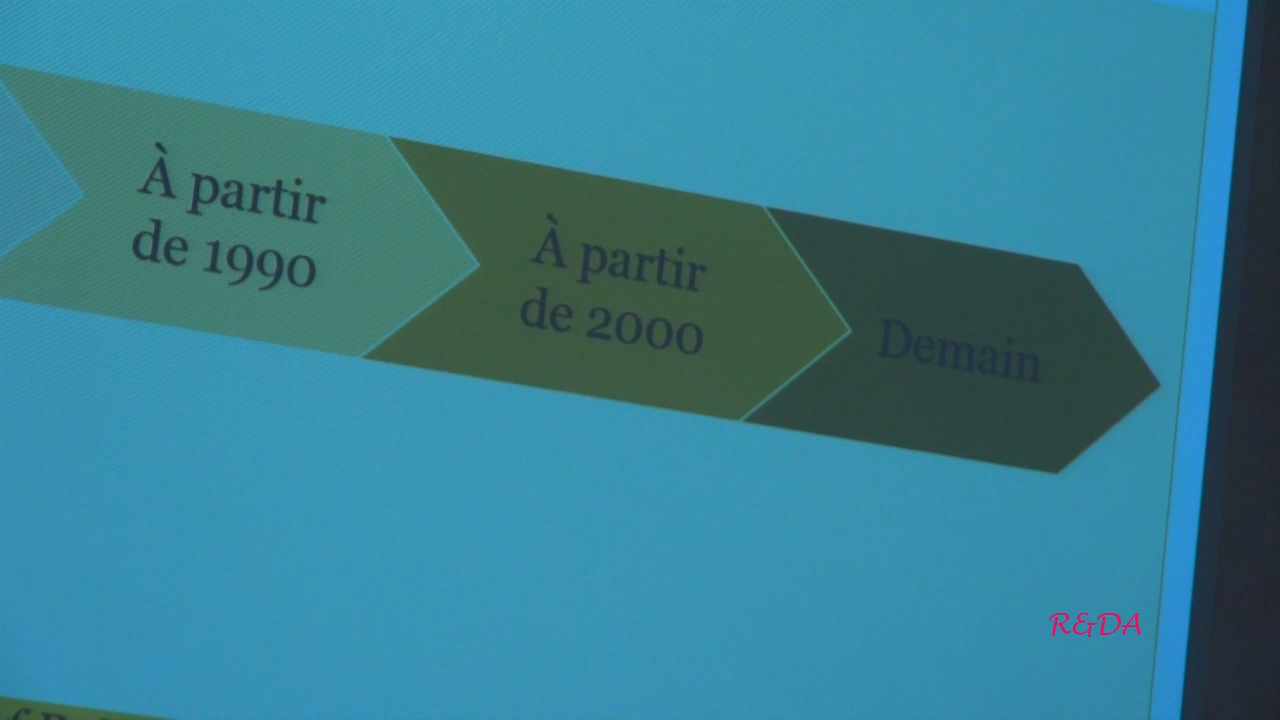 À partir
de 1990
À partir
de 2000
Demain
R&DA